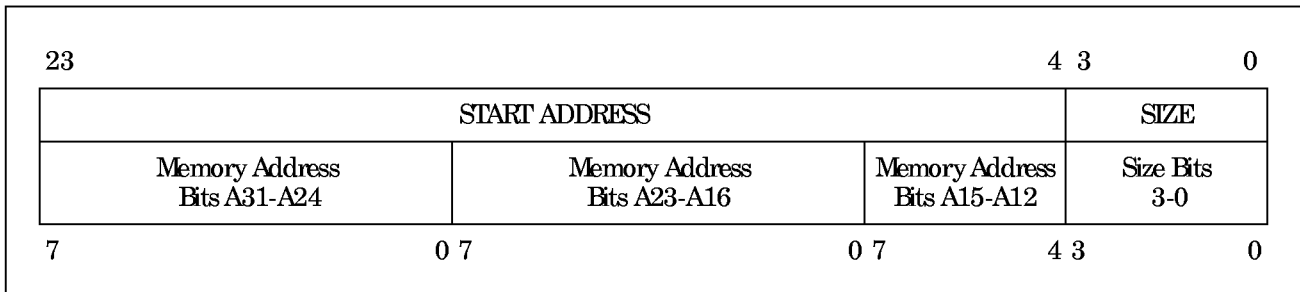 23 4 3 0
START ADDRESS SIZE
Memory Address Memory Address Memory Address Size Bits
Bits A31-A24 Bits A23-A16 Bits A15-A12 3-0
7 0 7 0 7 4 3 0